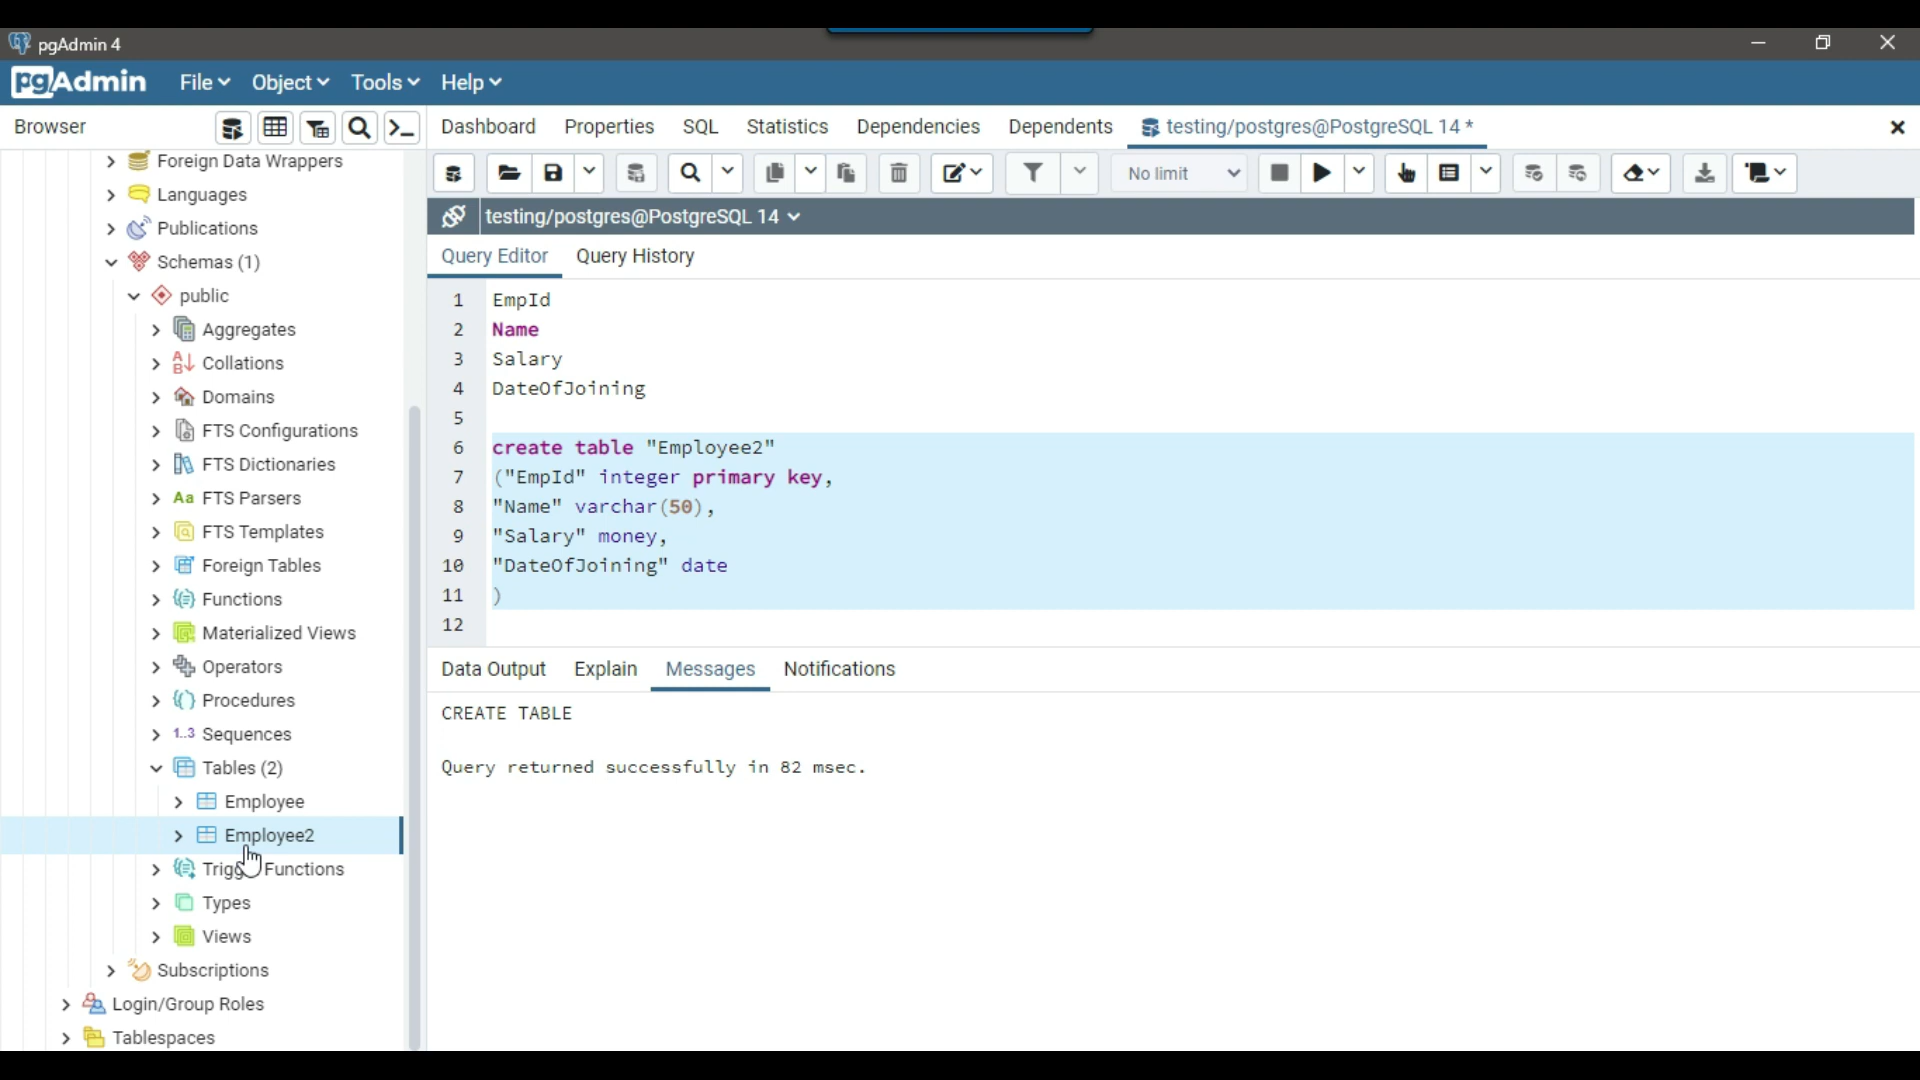 pgAdmin 4
pgAdmin File Object Tools Help
Browser
Dashboard Properties SQL Statistics Dependencies Dependents testing/postgres@PostgreSQL 14 *
No limit
testing/postgres@PostgreSQL 14
Query Editor Query History
Foreign Data Wrappers
Languages
Publications
Schemas (1)
public
Aggregates
Collations
Domains
FTS Configurations
FTS Dictionaries
Aa FTS Parsers
FTS Templates
Foreign Tables
Functions
Materialized Views
Operators
Procedures
1..3 Sequences
Tables (2)
Employee
Employee2
Functions
Types
Views
Subscriptions
Login/Group Roles
Tablespaces
1 EmpId
2 Name
3 Salary
4 DateOfJoining
5
6 create table "Employee2"
7 ("EmpId" integer primary key,
8 "Name" varchar(50),
9 "Salary" money,
10 "DateOfJoining" date
11 )
12
Data Output Explain Messages Notifications
CREATE TABLE
Query returned successfully in 82 msec.